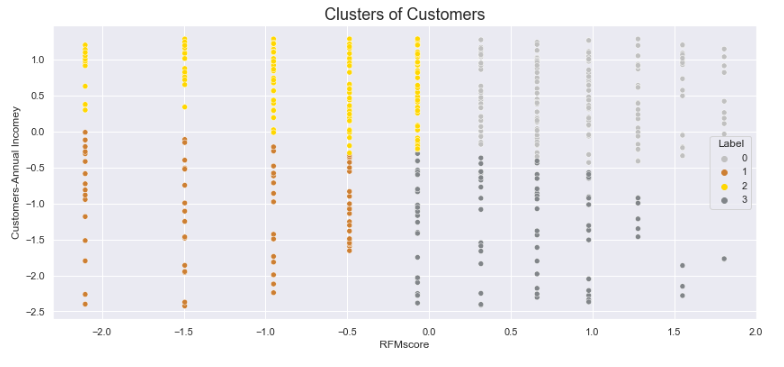 Clusters of Customers
Customers-Annual Incomey
1.0
0.5
0.0
−0.5
−1.0
−1.5
−2.0
−2.5
Label
0
1
2
3
−2.0 −1.5 −1.0 −0.5 0.0 0.5 1.0 1.5 2.0
RFMscore